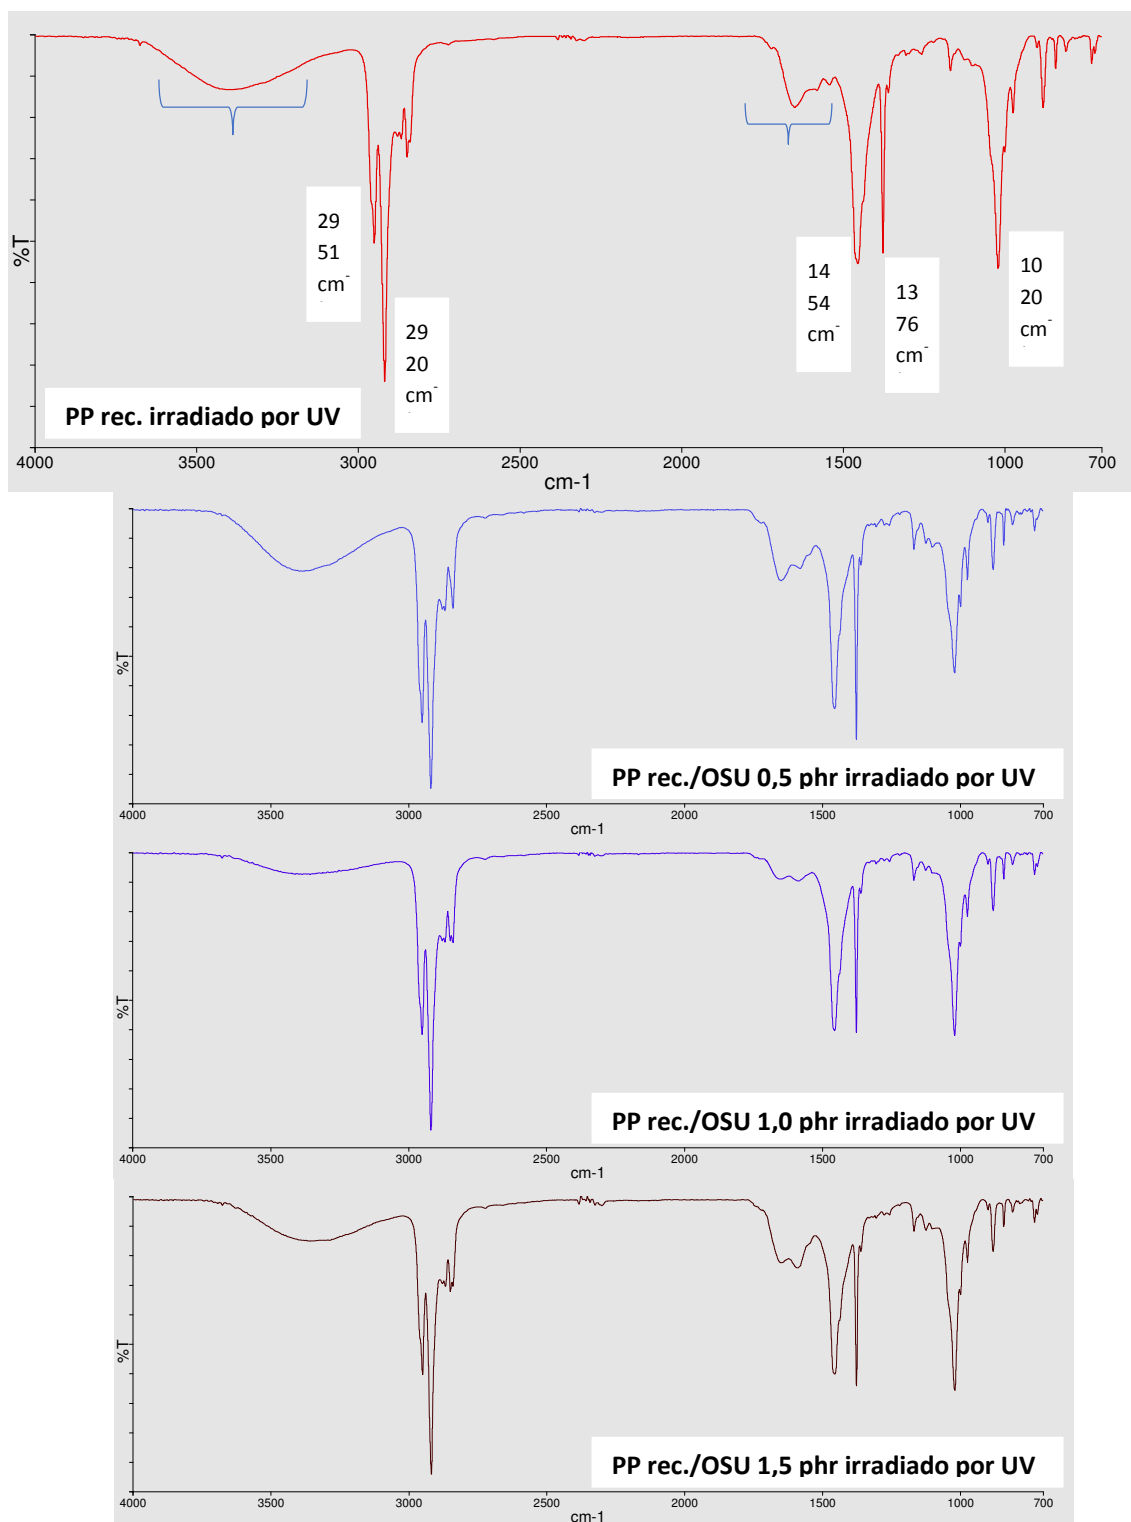 %T
29
51
cm-
29
20
cm-
14
54
cm-
13
76
cm-
10
20
cm-
PP rec. irradiado por UV
4000 3500 3000 2500 2000 1500 1000 700
cm-1
%T
PP rec./OSU 0,5 phr irradiado por UV
4000 3500 3000 2500 2000 1500 1000 700
cm-1
%T
PP rec./OSU 1,0 phr irradiado por UV
4000 3500 3000 2500 2000 1500 1000 700
cm-1
%T
PP rec./OSU 1,5 phr irradiado por UV
4000 3500 3000 2500 2000 1500 1000 700
cm-1